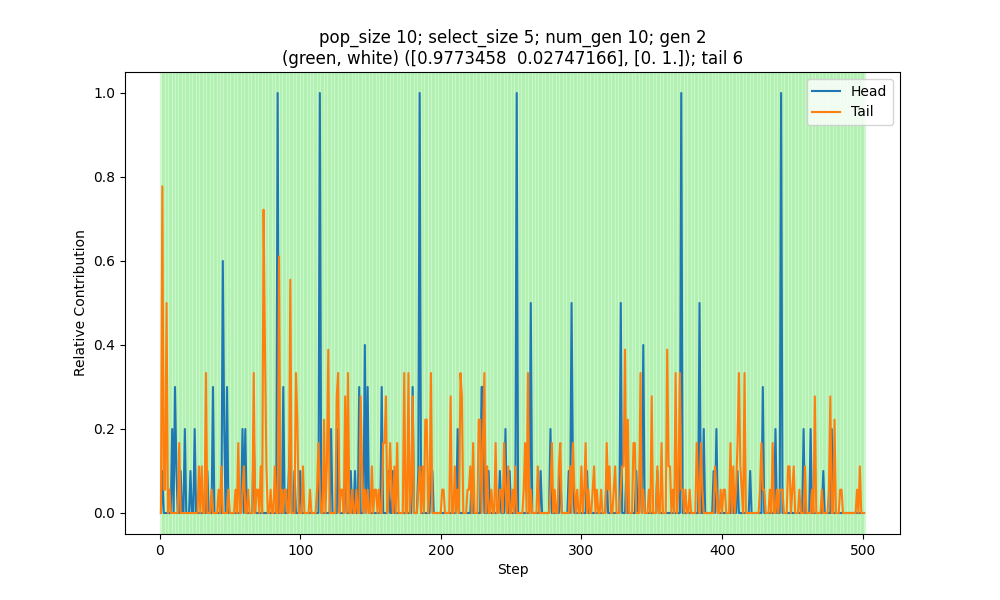 pop_size 10; select_size 5; num_gen 10; gen 2
(green, white) ([0.9773458  0.02747166], [0. 1.]); tail 6
Head
Tail
1.0
0.8
0.6
0.4
0.2
0.0
Relative Contribution
0
100
200
300
400
500
Step